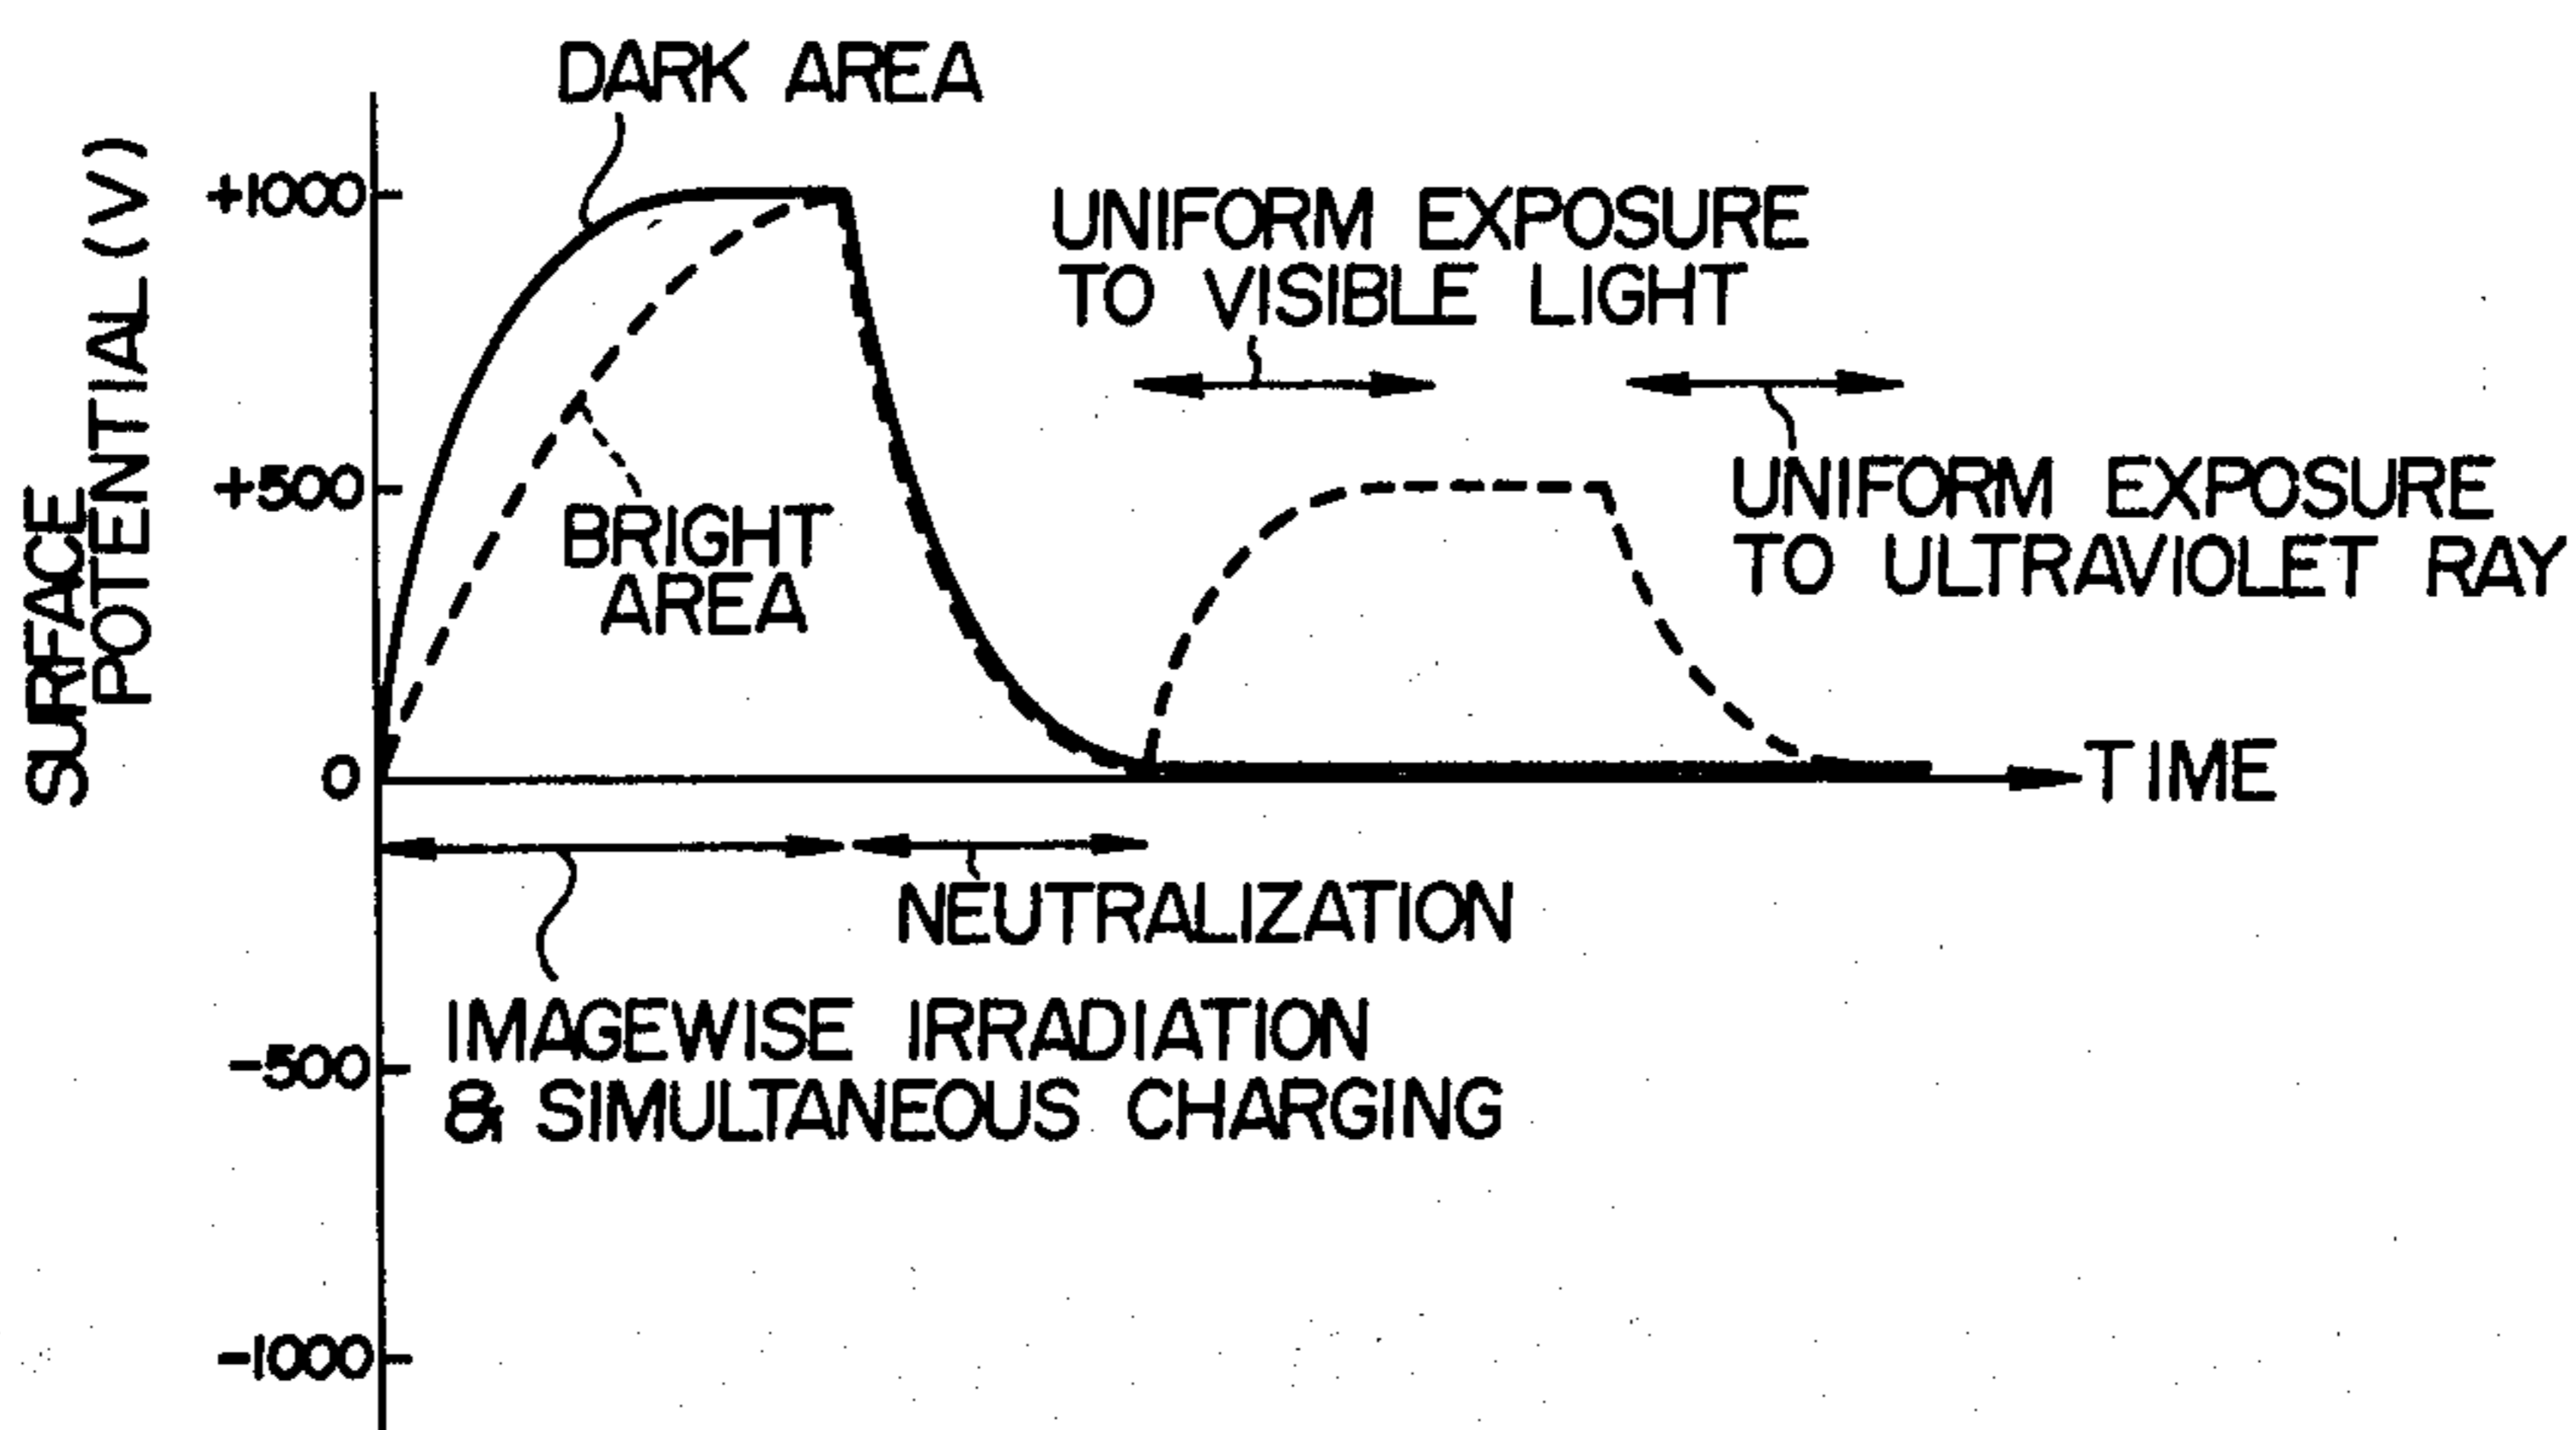 DARK AREA
SURFACE
POTENTIAL (V)
+1000
UNIFORM EXPOSURE
TO VISIBLE LIGHT
+500
BRIGHT
AREA
UNIFORM EXPOSURE
TO ULTRAVIOLET RAY
0
TIME
NEUTRALIZATION
IMAGEWISE IRRADIATION
& SIMULTANEOUS CHARGING
-500
-1000